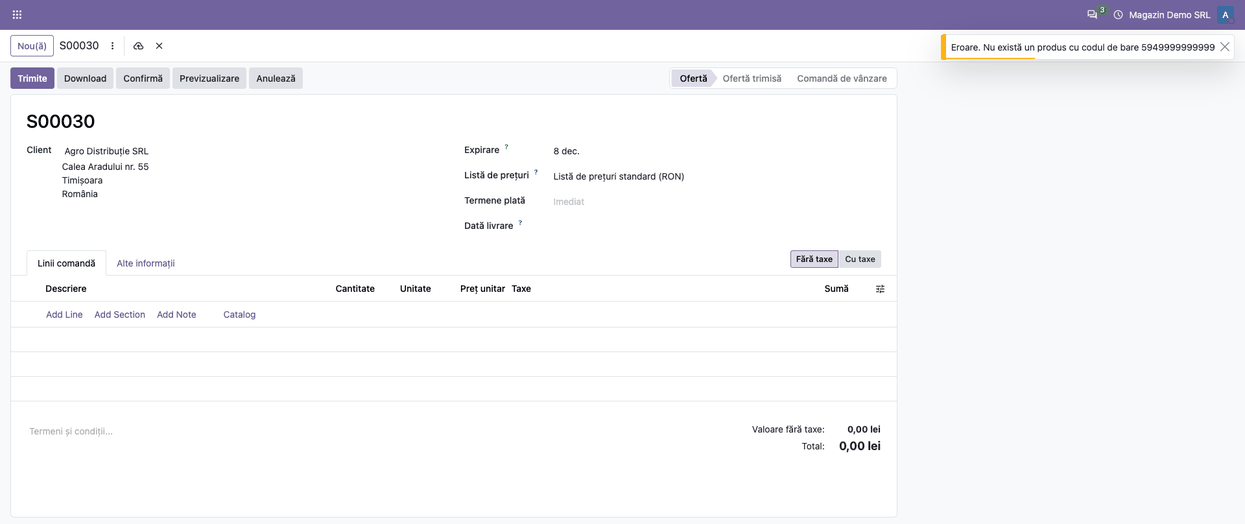 3
Magazin Demo SRL
A
Nou(ă)
S00030
Eroare. Nu există un produs cu codul de bare 5949999999999
Trimite
Download
Confirmă
Previzualizare
Anulează
Ofertă
Ofertă trimisă
Comandă de vânzare
S00030
Client
Agro Distribuție SRL
Calea Aradului nr. 55
Timișoara
România
Expirare ?
8 dec.
Listă de prețuri ?
Listă de prețuri standard (RON)
Termene plată
Imediat
Dată livrare ?
Linii comandă
Alte informații
Fără taxe
Cu taxe
Descriere
Cantitate
Unitate
Preț unitar
Taxe
Sumă
Add Line
Add Section
Add Note
Catalog
Termeni și condiții...
Valoare fără taxe: 0,00 lei
Total: 0,00 lei